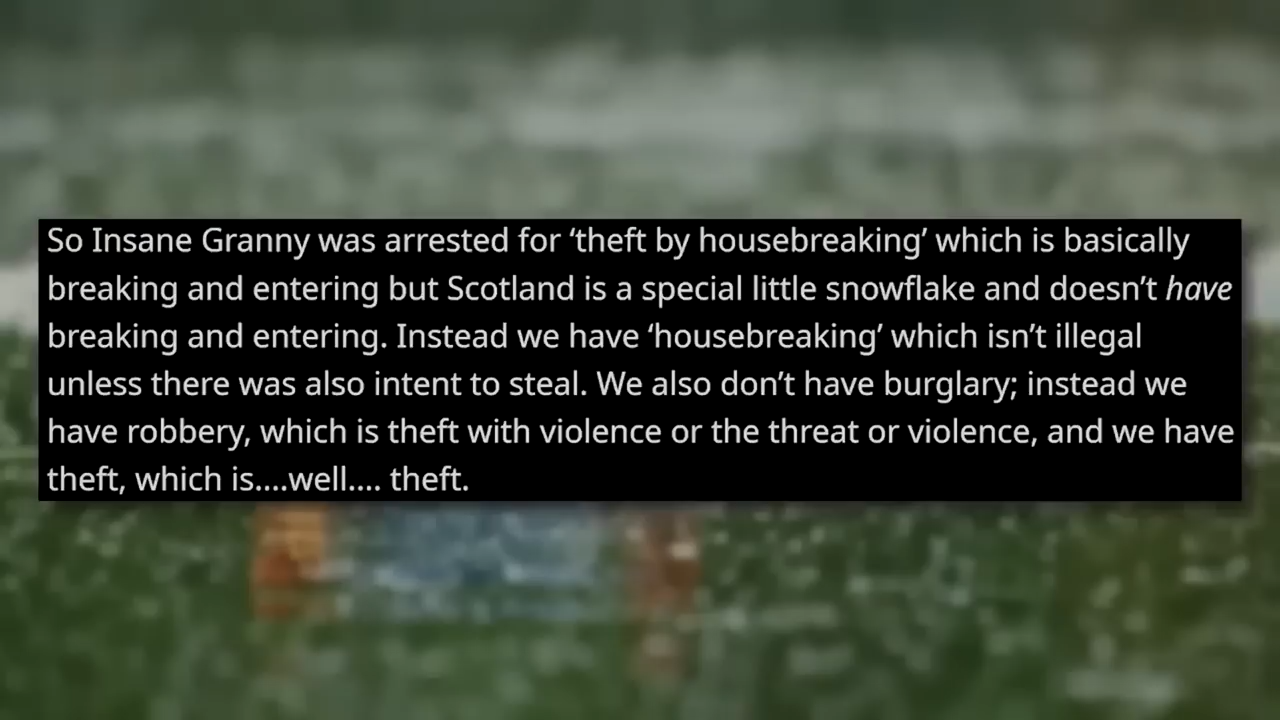 So Insane Granny was arrested for ‘theft by housebreaking’ which is basically
breaking and entering but Scotland is a special little snowflake and doesn’t have
breaking and entering. Instead we have ‘housebreaking’ which isn’t illegal
unless there was also intent to steal. We also don’t have burglary; instead we
have robbery, which is theft with violence or the threat or violence, and we have
theft, which is....well.... theft.